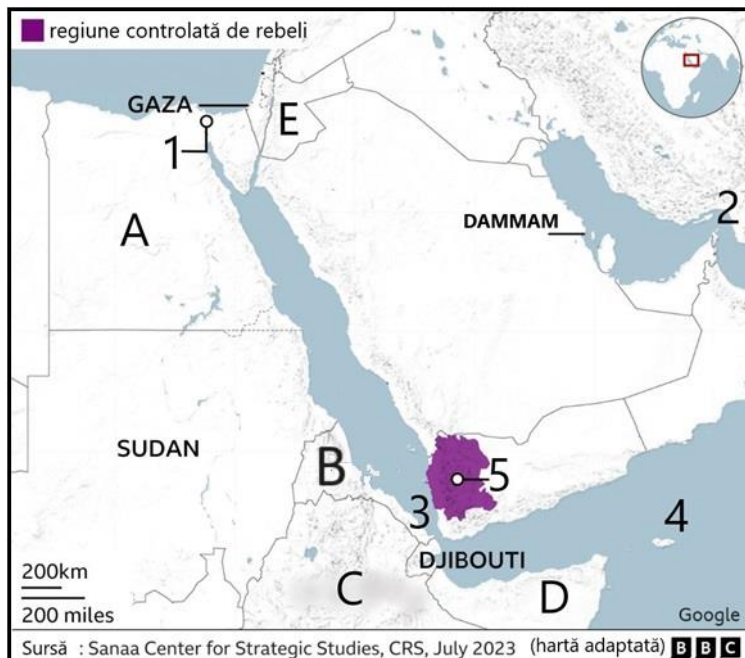 regiune controlată de rebeli
GAZA
E
1
A
2
DAMMAM
SUDAN
B
5
3
4
DJIBOUTI
C
D
200km
200 miles
Google
Sursă : Sanaa Center for Strategic Studies, CRS, July 2023 (hartă adaptată) BBC